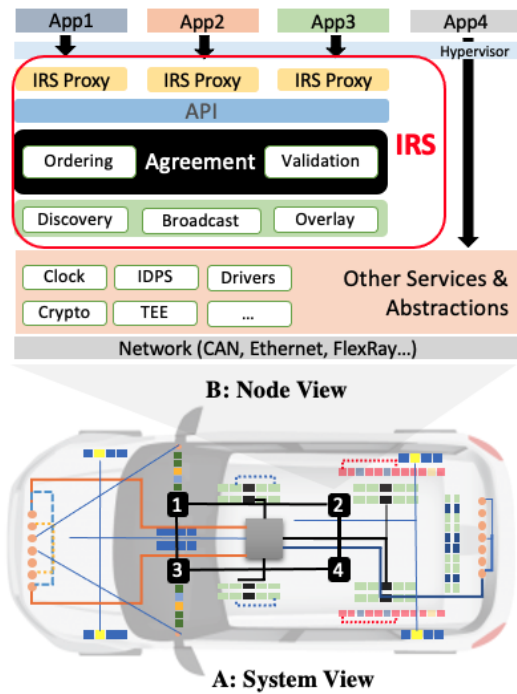 App1 App2 App3 App4
Hypervisor
IRS Proxy IRS Proxy IRS Proxy
API
IRS
Ordering Agreement Validation
Discovery Broadcast Overlay
Clock IDPS Drivers
Other Services &
Abstractions
Crypto TEE ...
Network (CAN, Ethernet, FlexRay...)
B: Node View
1 2
3 4
A: System View